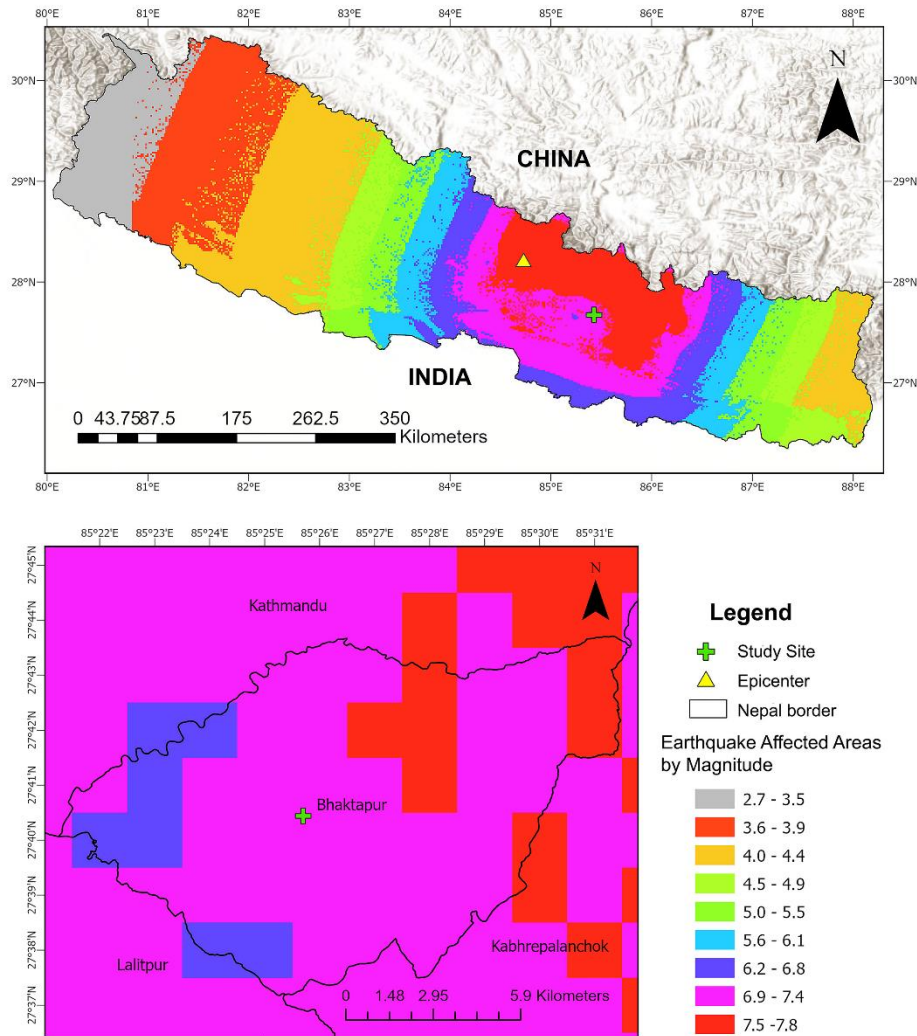 80°E 81°E 82°E 83°E 84°E 85°E 86°E 87°E 88°E
30°N 30°N
N
CHINA
29°N 29°N
28°N 28°N
27°N 27°N
INDIA
0 43.7587.5 175 262.5 350
Kilometers
80°E 81°E 82°E 83°E 84°E 85°E 86°E 87°E 88°E
85°22'E 85°23'E 85°24'E 85°25'E 85°26'E 85°27'E 85°28'E 85°29'E 85°30'E 85°31'E
27°45'N
27°44'N
27°43'N
27°42'N
27°41'N
27°40'N
27°39'N
27°38'N
27°37'N
N
Kathmandu
Bhaktapur
Lalitpur
Kabhrepalanchok
0 1.48 2.95 5.9 Kilometers
Legend
Study Site
Epicenter
Nepal border
Earthquake Affected Areas
by Magnitude
2.7 - 3.5
3.6 - 3.9
4.0 - 4.4
4.5 - 4.9
5.0 - 5.5
5.6 - 6.1
6.2 - 6.8
6.9 - 7.4
7.5 - 7.8